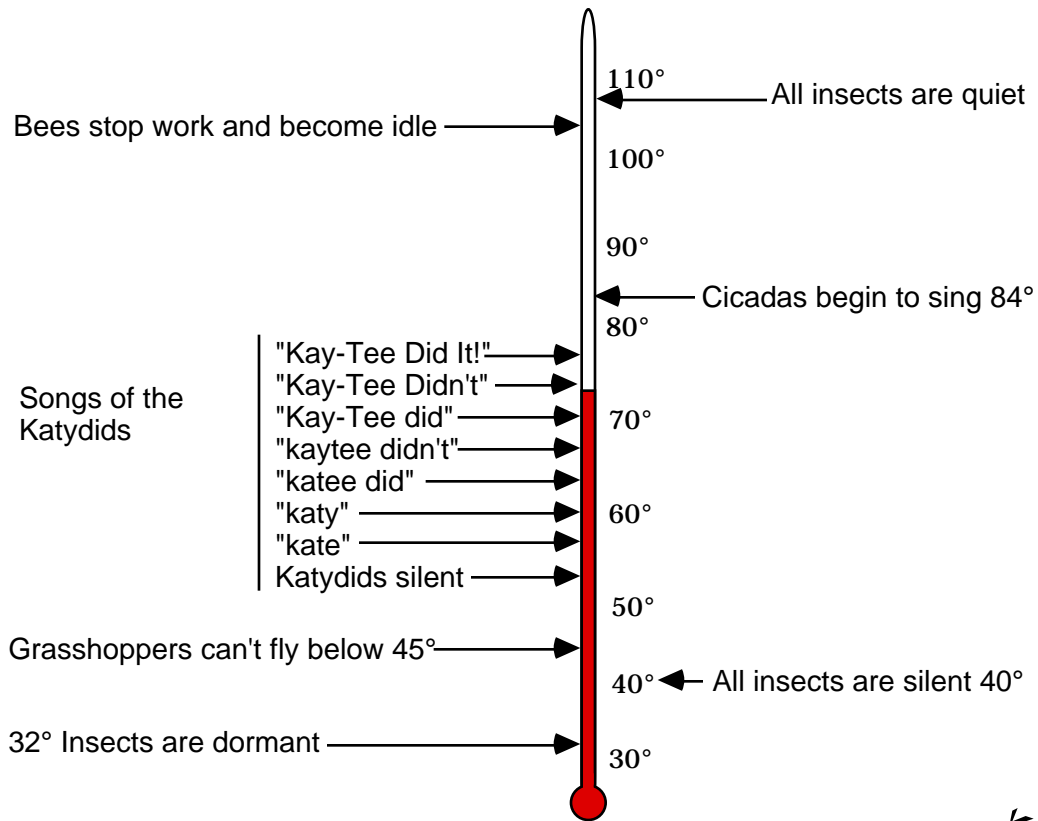 110°
All insects are quiet
Bees stop work and become idle
100°
90°
Cicadas begin to sing 84°
80°
Songs of the
Katydids
"Kay-Tee Did It!"
"Kay-Tee Didn't"
"Kay-Tee did"
"kaytee didn't"
"katee did"
"katy"
"kate"
Katydids silent
70°
60°
50°
Grasshoppers can't fly below 45°
40°
All insects are silent 40°
32° Insects are dormant
30°